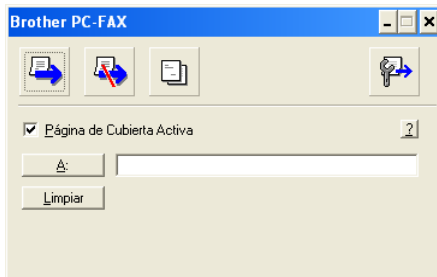 Brother PC-FAX
Página de Cubierta Activa
?
A:
Limpiar